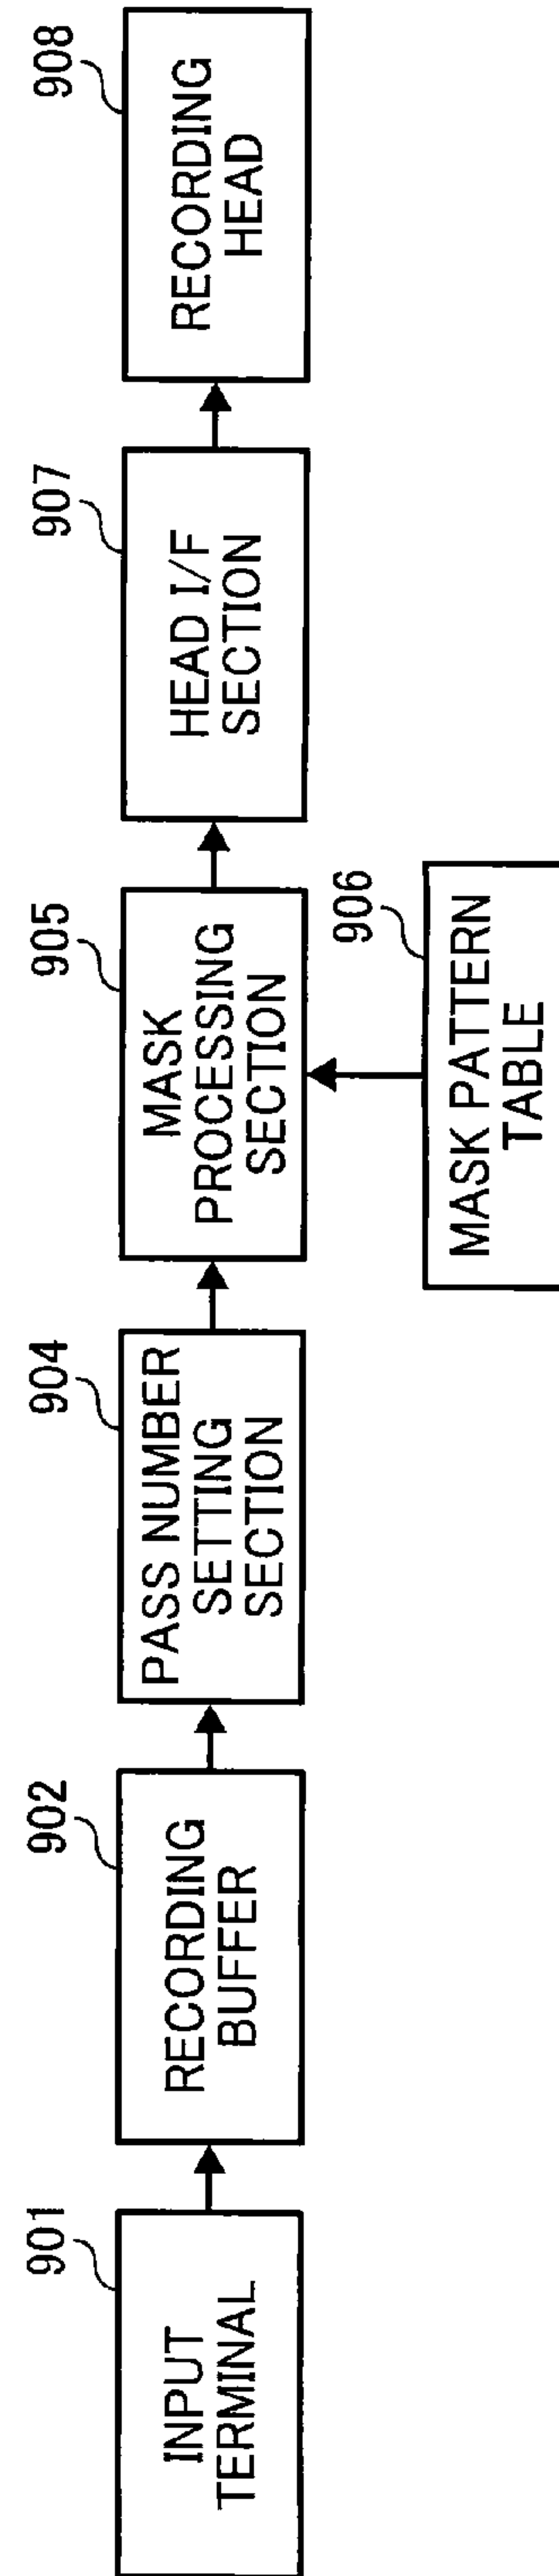 901
INPUT
TERMINAL
902
RECORDING
BUFFER
904
PASS NUMBER
SETTING
SECTION
905
MASK
PROCESSING
SECTION
906
MASK PATTERN
TABLE
907
HEAD I/F
SECTION
908
RECORDING
HEAD